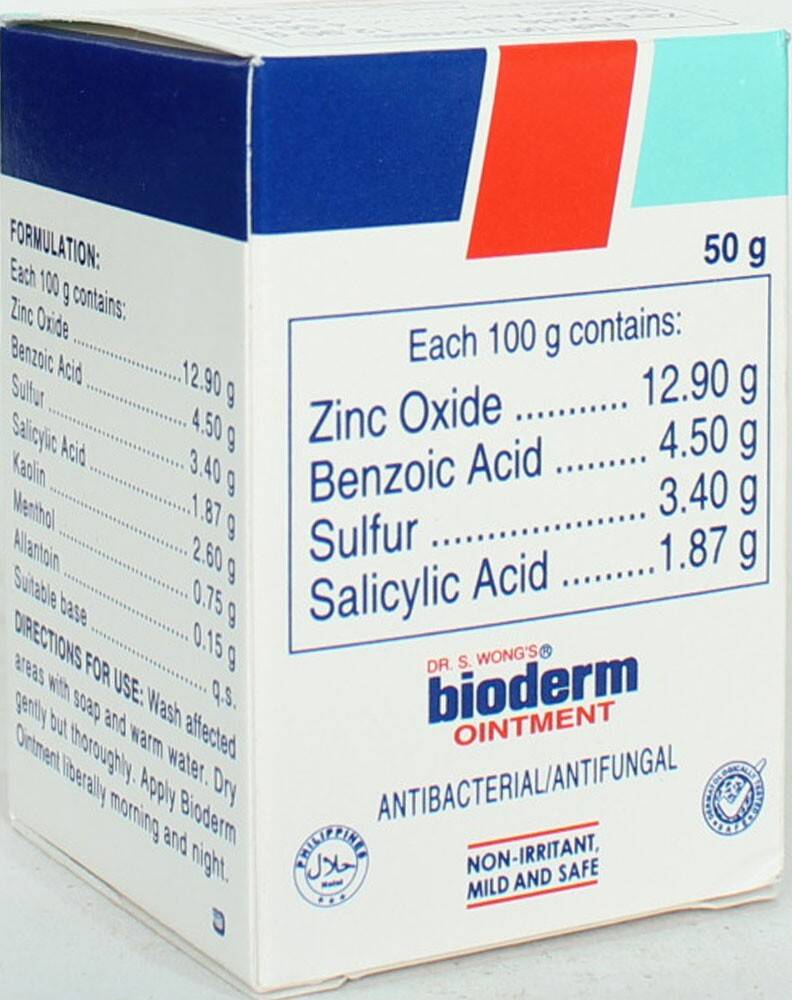 FORMULATION:
Each 100 g contains:
Zinc Oxide ................ 12.90 g
Benzoic Acid ............... 4.50 g
Sulfur ..................... 3.40 g
Salicylic Acid ............. 1.87 g
Kaolin ..................... 2.60 g
Menthol .................... 0.75 g
Allantoin .................. 0.15 g
Suitable base .............. q.s.
DIRECTIONS FOR USE: Wash affected
areas with soap and warm water. Dry
gently but thoroughly. Apply Bioderm
Ointment liberally morning and night.
50 g
Each 100 g contains:
Zinc Oxide ........... 12.90 g
Benzoic Acid ........ 4.50 g
Sulfur ................... 3.40 g
Salicylic Acid ......... 1.87 g
DR. S. WONG'S®
bioderm
OINTMENT
ANTIBACTERIAL/ANTIFUNGAL
PHILIPPINES
حلال
Halal
NON-IRRITANT,
MILD AND SAFE
DERMATOLOGICALLY TESTED
SAFE